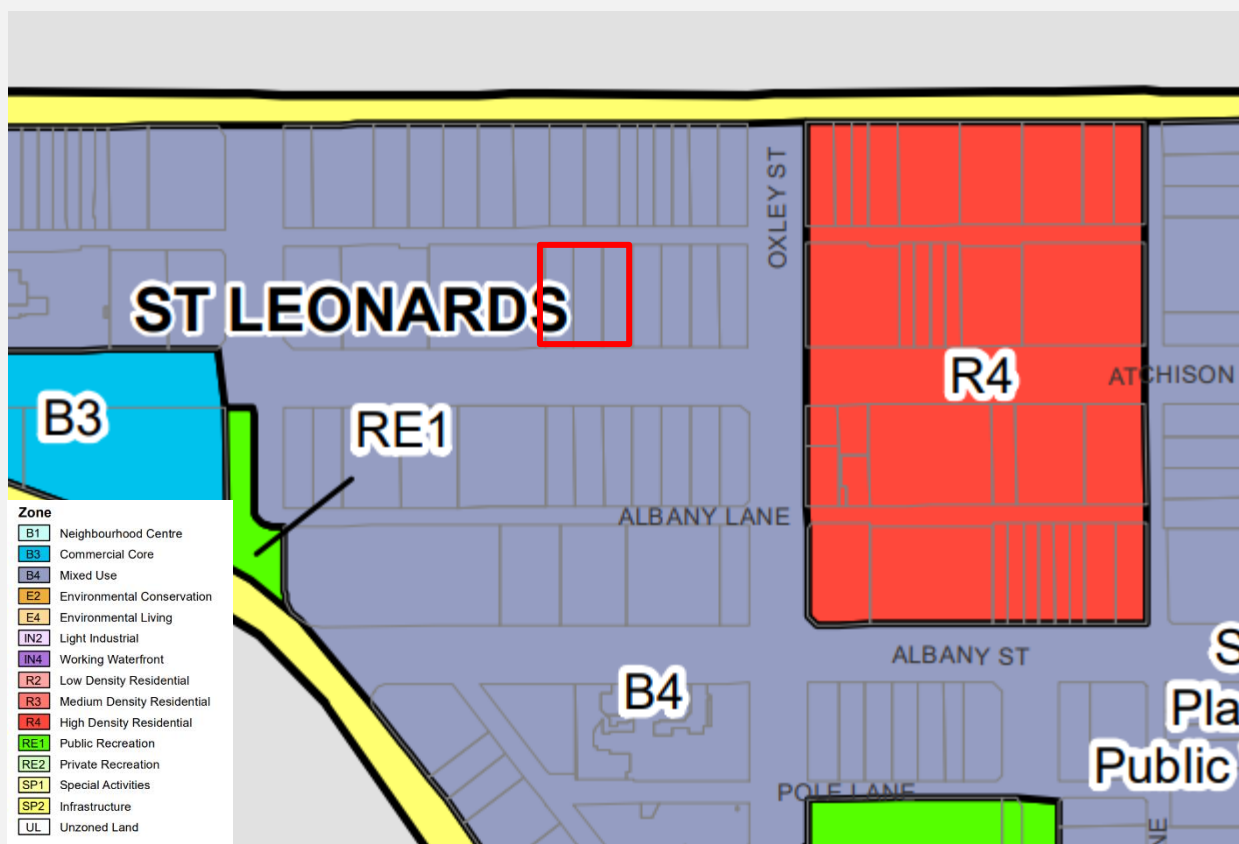 OXLEY ST
ST LEONARDS
R4
ATCHISON
B3
RE1
ALBANY LANE
ALBANY ST
B4
S
Pla
Public
POLE LANE
NE
Zone
B1 Neighbourhood Centre
B3 Commercial Core
B4 Mixed Use
E2 Environmental Conservation
E4 Environmental Living
IN2 Light Industrial
IN4 Working Waterfront
R2 Low Density Residential
R3 Medium Density Residential
R4 High Density Residential
RE1 Public Recreation
RE2 Private Recreation
SP1 Special Activities
SP2 Infrastructure
UL Unzoned Land